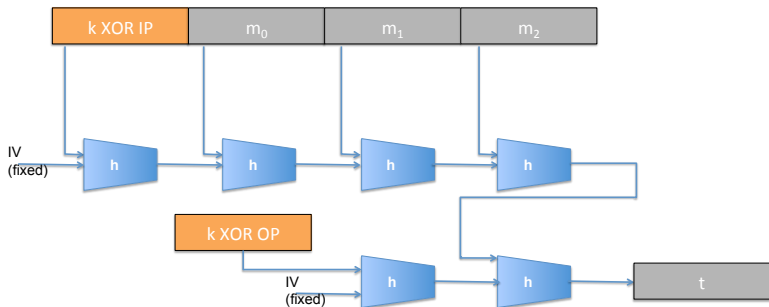 k XOR IP m₀ m₁ m₂
IV
(fixed)
h h h h
k XOR OP
IV
(fixed)
h h
t